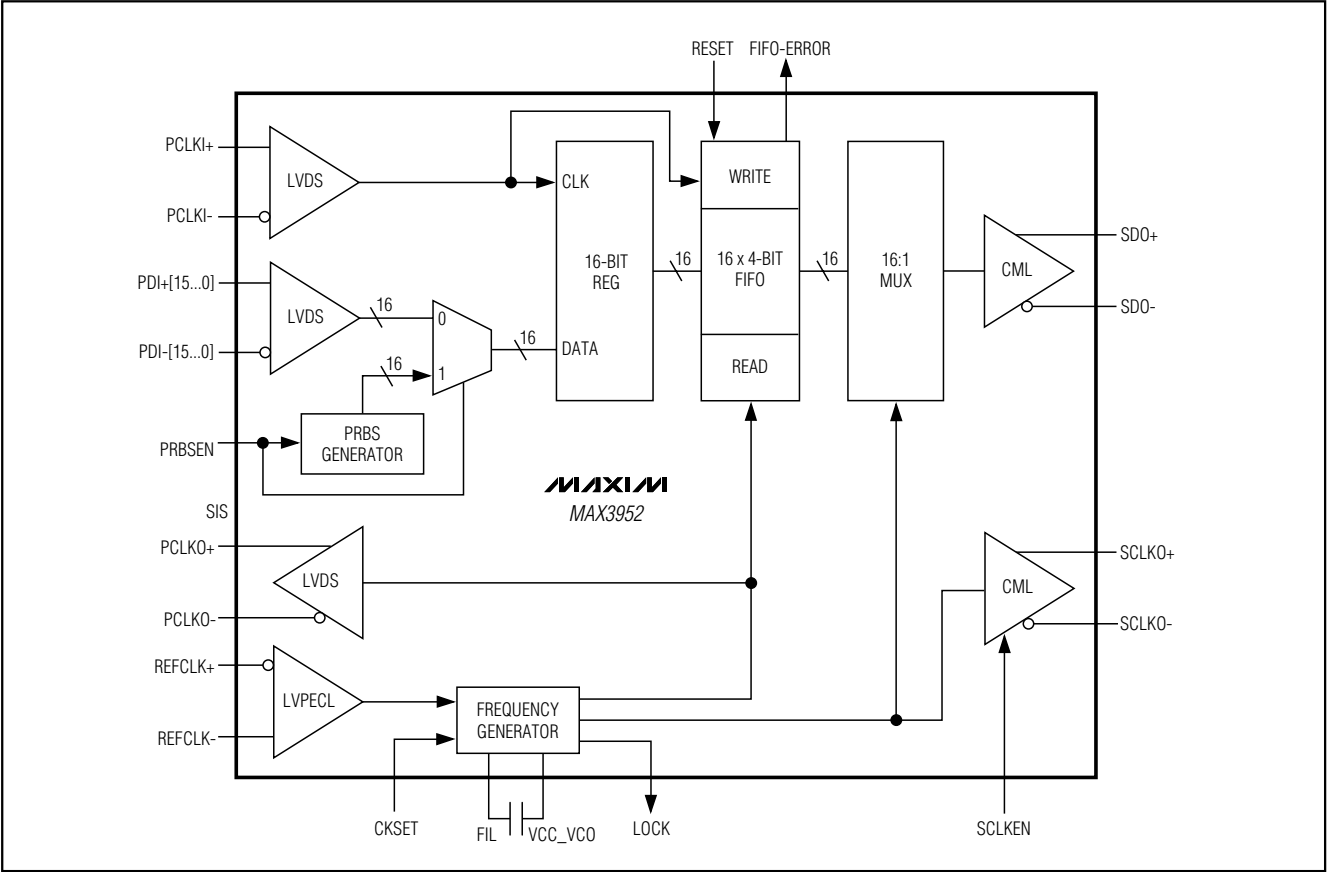 RESET FIFO-ERROR
PCLKI+
LVDS
PCLKI-
CLK
WRITE
PDI+[15...0]
LVDS
PDI-[15...0]
16
0
16
1
16
DATA
16-BIT
REG
16
16 x 4-BIT
FIFO
16
READ
16:1
MUX
CML
SDO+
SDO-
PRBSEN
PRBS
GENERATOR
MAXIM
MAX3952
SIS
PCLKO+
LVDS
PCLKO-
REFCLK+
LVPECL
REFCLK-
FREQUENCY
GENERATOR
CML
SCLKO+
SCLKO-
CKSET
FIL
VCC_VCO
LOCK
SCLKEN